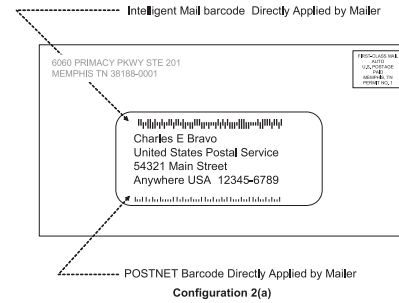 Intelligent Mail barcode Directly Applied by Mailer
6060 PRIMACY PKWY STE 201
MEMPHIS TN 38188-0001
FIRST-CLASS MAIL
AUTO
U.S. POSTAGE
PAID
MEMPHIS, TN
PERMIT NO. 1
Charles E Bravo
United States Postal Service
54321 Main Street
Anywhere USA 12345-6789
POSTNET Barcode Directly Applied by Mailer
Configuration 2(a)